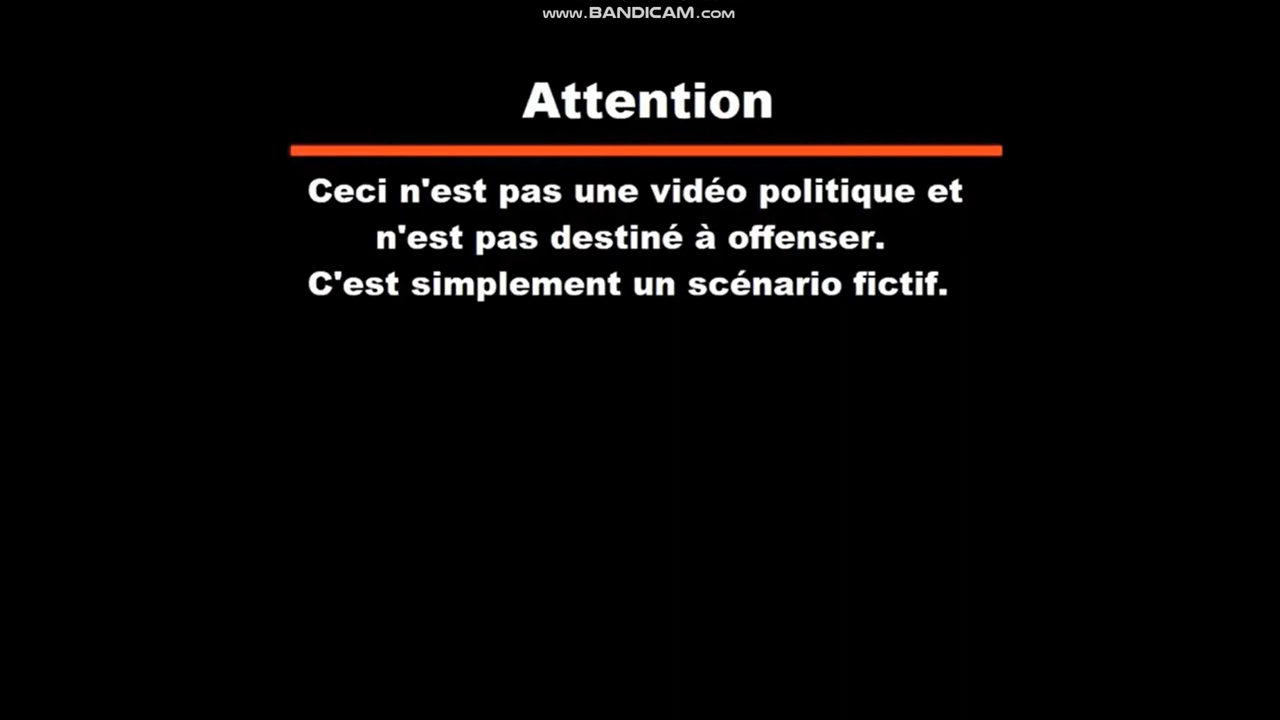 www.BANDICAM.com
Attention
Ceci n'est pas une vidéo politique et
n'est pas destiné à offenser.
C'est simplement un scénario fictif.